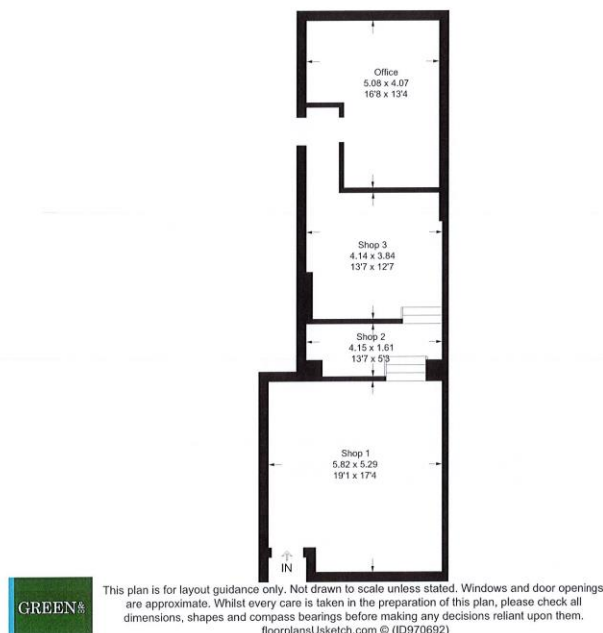 Office
5.08 x 4.07
16'8 x 13'4
Shop 3
4.14 x 3.84
13'7 x 12'7
Shop 2
4.15 x 1.61
13'7 x 5'3
Shop 1
5.82 x 5.29
19'1 x 17'4
IN
GREEN & CO
This plan is for layout guidance only. Not drawn to scale unless stated. Windows and door openings
are approximate. Whilst every care is taken in the preparation of this plan, please check all
dimensions, shapes and compass bearings before making any decisions reliant upon them.
floorplansUsketch.com © (ID970692)